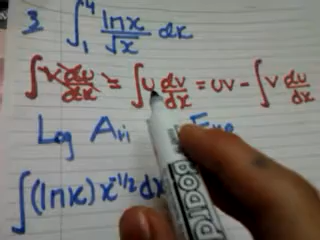 3 ∫₁⁴ lnx/√x dx
∫ v du/dx = ∫ u dv/dx = uv - ∫ v du/dx
Log
∫(lnx) x^-1/2 dx